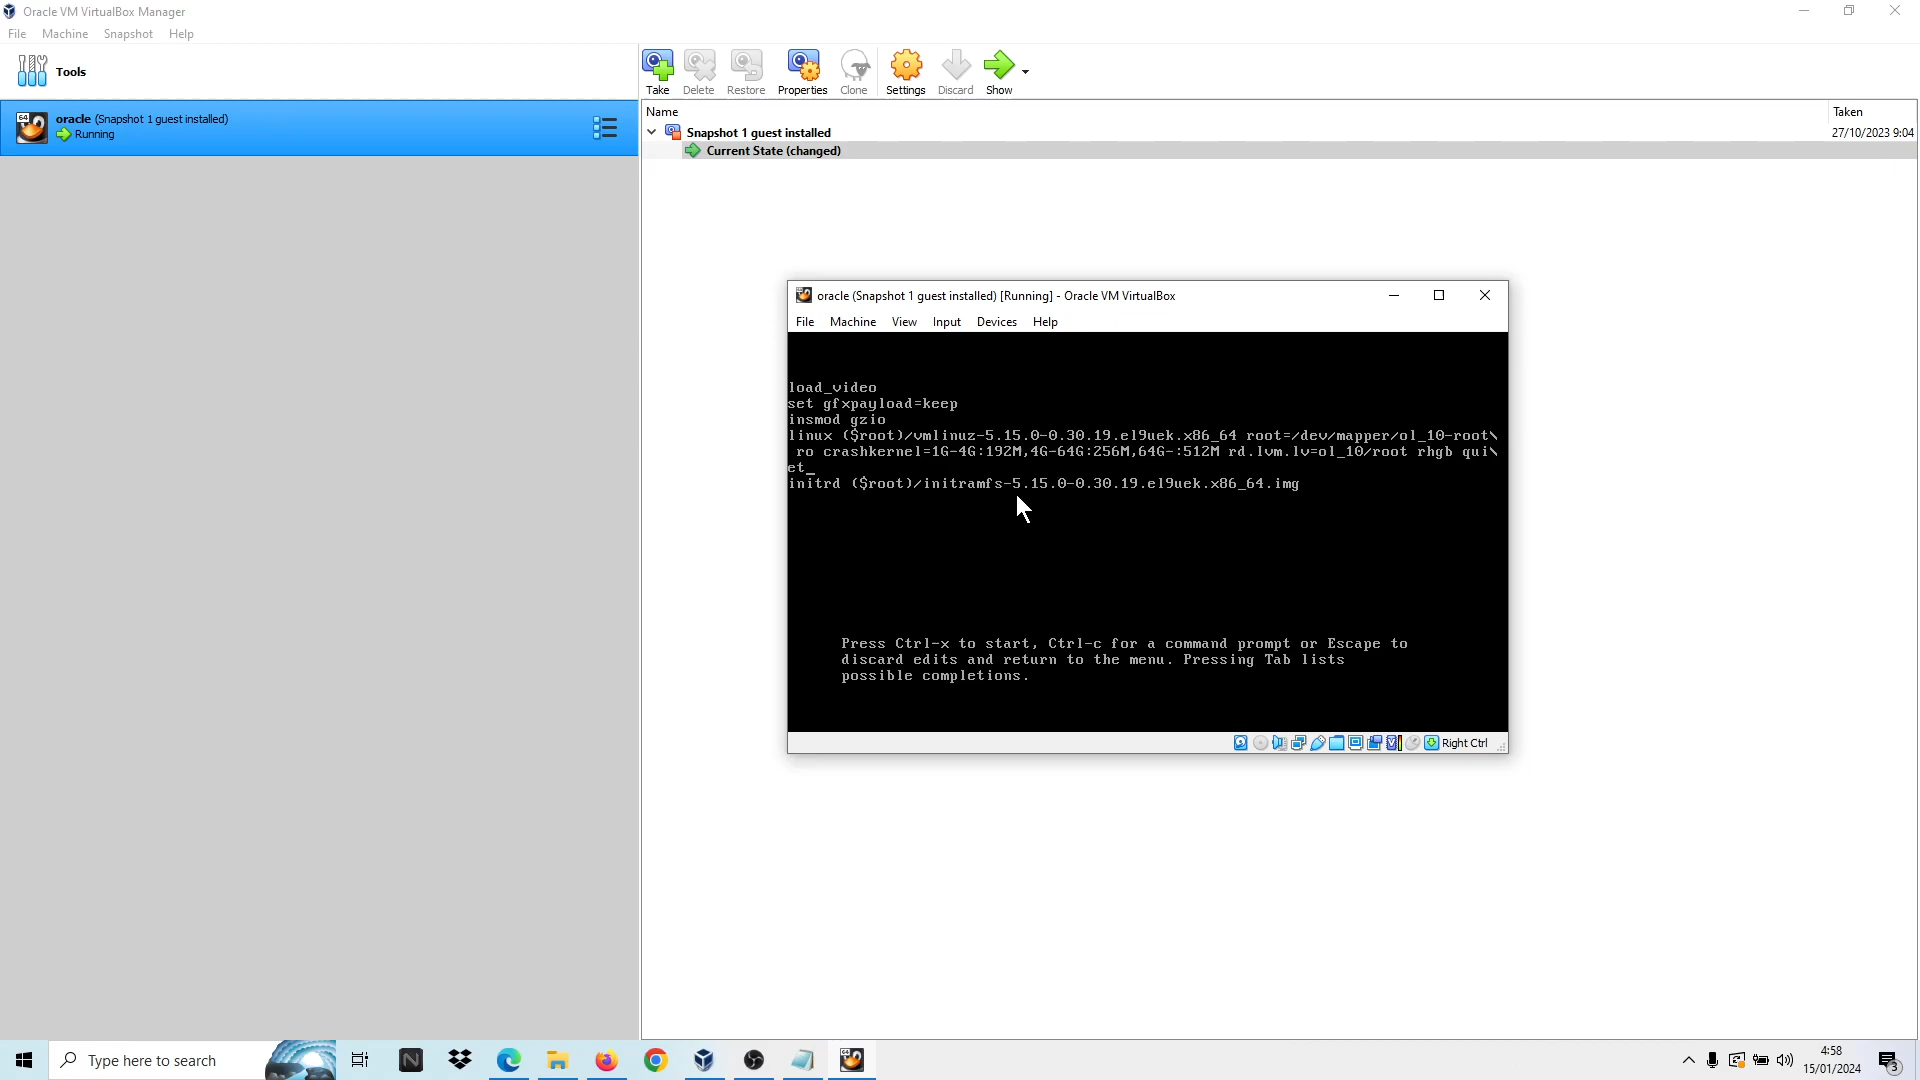 Oracle VM VirtualBox Manager
File Machine Snapshot Help
Tools
Take Delete Restore Properties Clone Settings Discard Show
64
oracle (Snapshot 1 guest installed)
Running
Name Taken
Snapshot 1 guest installed 27/10/2023 9:04
Current State (changed)
oracle (Snapshot 1 guest installed) [Running] - Oracle VM VirtualBox
File Machine View Input Devices Help
load_video
set gfxpayload=keep
insmod gzio
linux ($root)/vmlinuz-5.15.0-0.30.19.el9uek.x86_64 root=/dev/mapper/ol_10-root\
ro crashkernel=1G-4G:192M,4G-64G:256M,64G-:512M rd.lvm.lv=ol_10/root rhgb qui\
et_
initrd ($root)/initramfs-5.15.0-0.30.19.el9uek.x86_64.img
Press Ctrl-x to start, Ctrl-c for a command prompt or Escape to
discard edits and return to the menu. Pressing Tab lists
possible completions.
Right Ctrl
Type here to search
4:58
15/01/2024
3